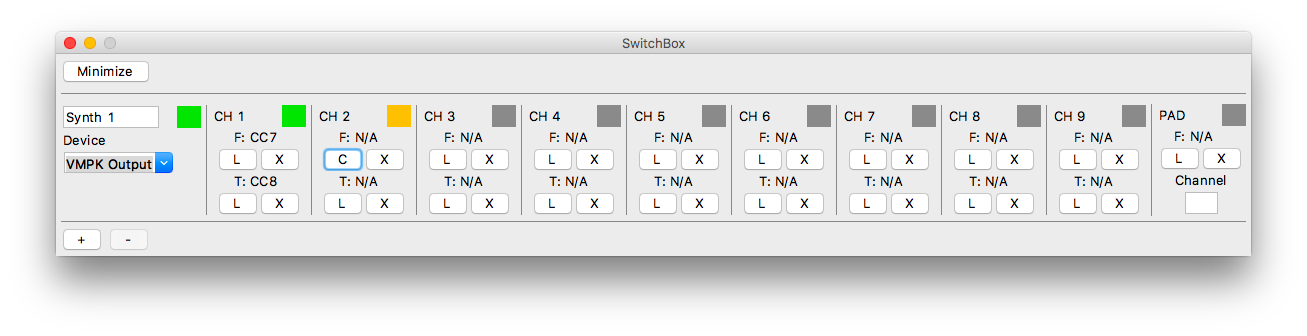 SwitchBox
Minimize
Synth 1 CH 1 CH 2 CH 3 CH 4 CH 5 CH 6 CH 7 CH 8 CH 9 PAD
Device F: CC7 F: N/A F: N/A F: N/A F: N/A F: N/A F: N/A F: N/A F: N/A F: N/A
VMPK Output L X C X L X L X L X L X L X L X L X L X
T: CC8 T: N/A T: N/A T: N/A T: N/A T: N/A T: N/A T: N/A T: N/A Channel
L X L X L X L X L X L X L X L X L X
+ -